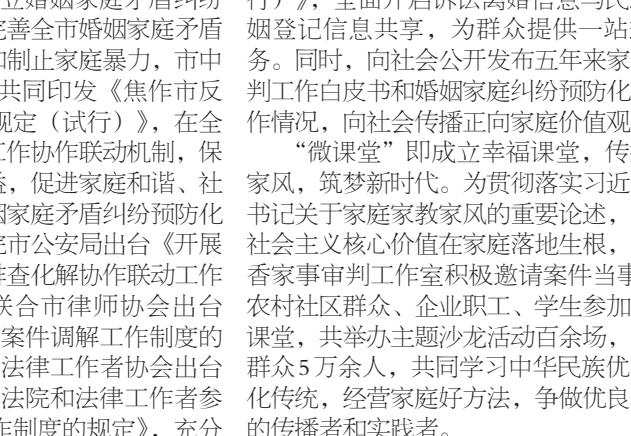 立婚姻家庭矛盾纠纷
完善全市婚姻家庭矛盾
和制止家庭暴力，市中
共同印发《焦作市反
规定（试行）》，在全
工作协作联动机制，保
益，促进家庭和谐、社
姻家庭矛盾纠纷预防化
院市公安局出台《开展
排查化解协作联动工作
联合市律师协会出台
案件调解工作制度的
法律工作者协会出台
法院和法律工作者参
作制度的规定》，充分
行）》，全面开启诉讼离婚信息与民
姻登记信息共享，为群众提供一站
务。同时，向社会公开发布五年来家
判工作白皮书和婚姻家庭纠纷预防化
作情况，向社会传播正向家庭价值观
“微课堂”即成立幸福课堂，传
家风，筑梦新时代。为贯彻落实习近
书记关于家庭家教家风的重要论述，
社会主义核心价值在家庭落地生根，
香家事审判工作室积极邀请案件当事
农村社区群众、企业职工、学生参加
课堂，共举办主题沙龙活动百余场，
群众5万余人，共同学习中华民族优
化传统，经营家庭好方法，争做优良
的传播者和实践者。